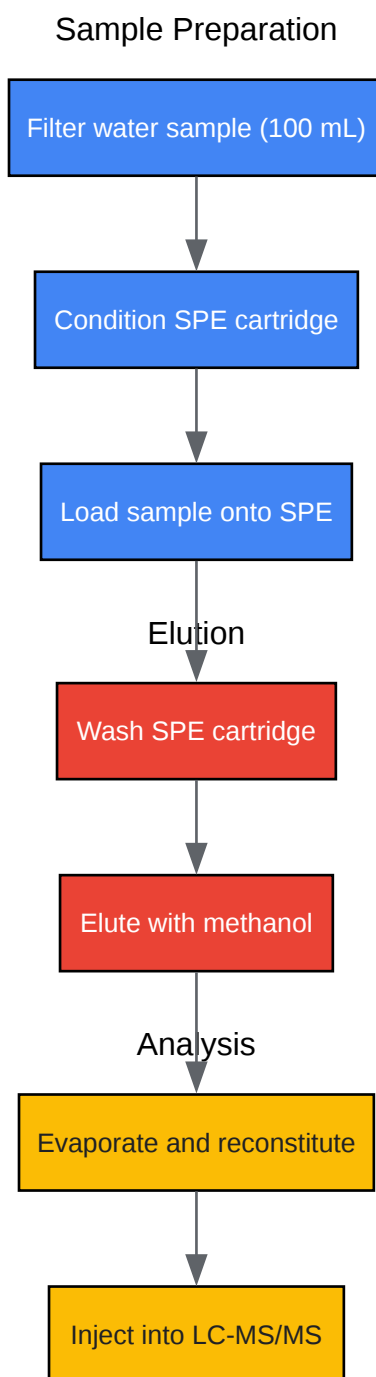 Sample Preparation
Filter water sample (100 mL)
Condition SPE cartridge
Load sample onto SPE
Elution
Wash SPE cartridge
Elute with methanol
Analysis
Evaporate and reconstitute
Inject into LC-MS/MS